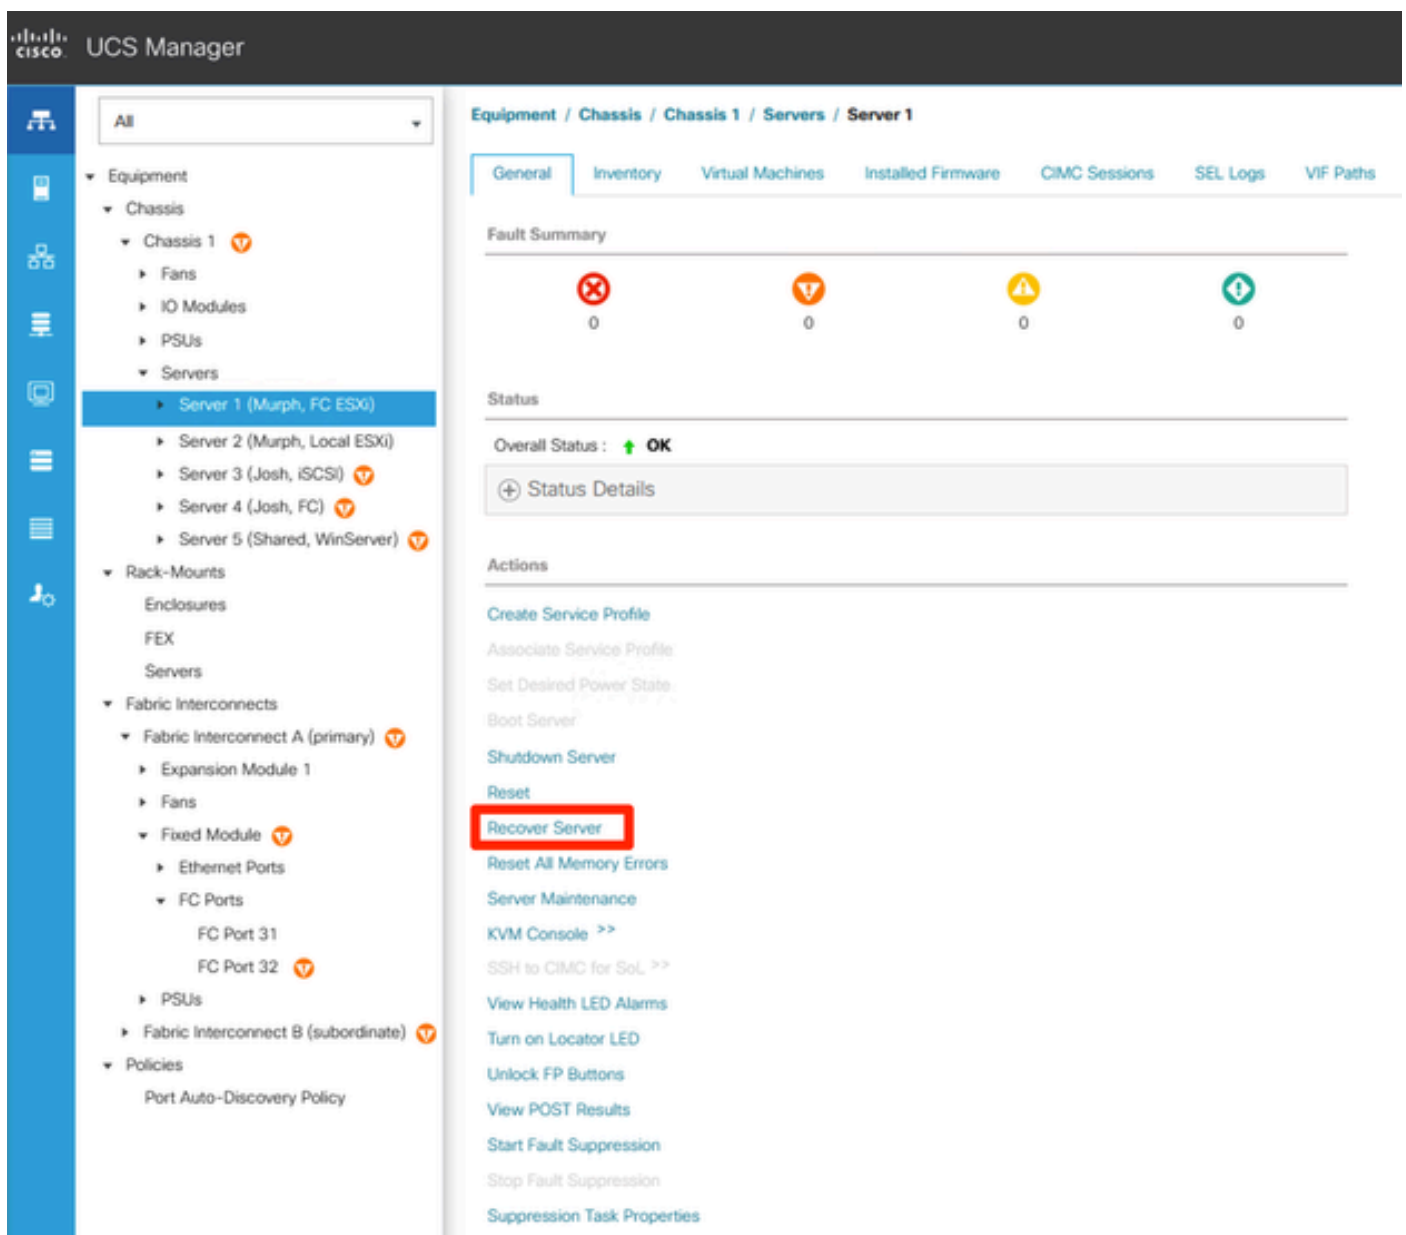 cisco. UCS Manager
All
Equipment
Chassis
Chassis 1
Fans
IO Modules
PSUs
Servers
Server 1 (Murph, FC ESXi)
Server 2 (Murph, Local ESXi)
Server 3 (Josh, iSCSI)
Server 4 (Josh, FC)
Server 5 (Shared, WinServer)
Rack-Mounts
Enclosures
FEX
Servers
Fabric Interconnects
Fabric Interconnect A (primary)
Expansion Module 1
Fans
Fixed Module
Ethernet Ports
FC Ports
FC Port 31
FC Port 32
PSUs
Fabric Interconnect B (subordinate)
Policies
Port Auto-Discovery Policy
Equipment / Chassis / Chassis 1 / Servers / Server 1
General Inventory Virtual Machines Installed Firmware CIMC Sessions SEL Logs VIF Paths
Fault Summary
0 0 0 0
Status
Overall Status : OK
Status Details
Actions
Create Service Profile
Associate Service Profile
Set Desired Power State
Boot Server
Shutdown Server
Reset
Recover Server
Reset All Memory Errors
Server Maintenance
KVM Console >>
SSH to CIMC for SoL >>
View Health LED Alarms
Turn on Locator LED
Unlock FP Buttons
View POST Results
Start Fault Suppression
Stop Fault Suppression
Suppression Task Properties